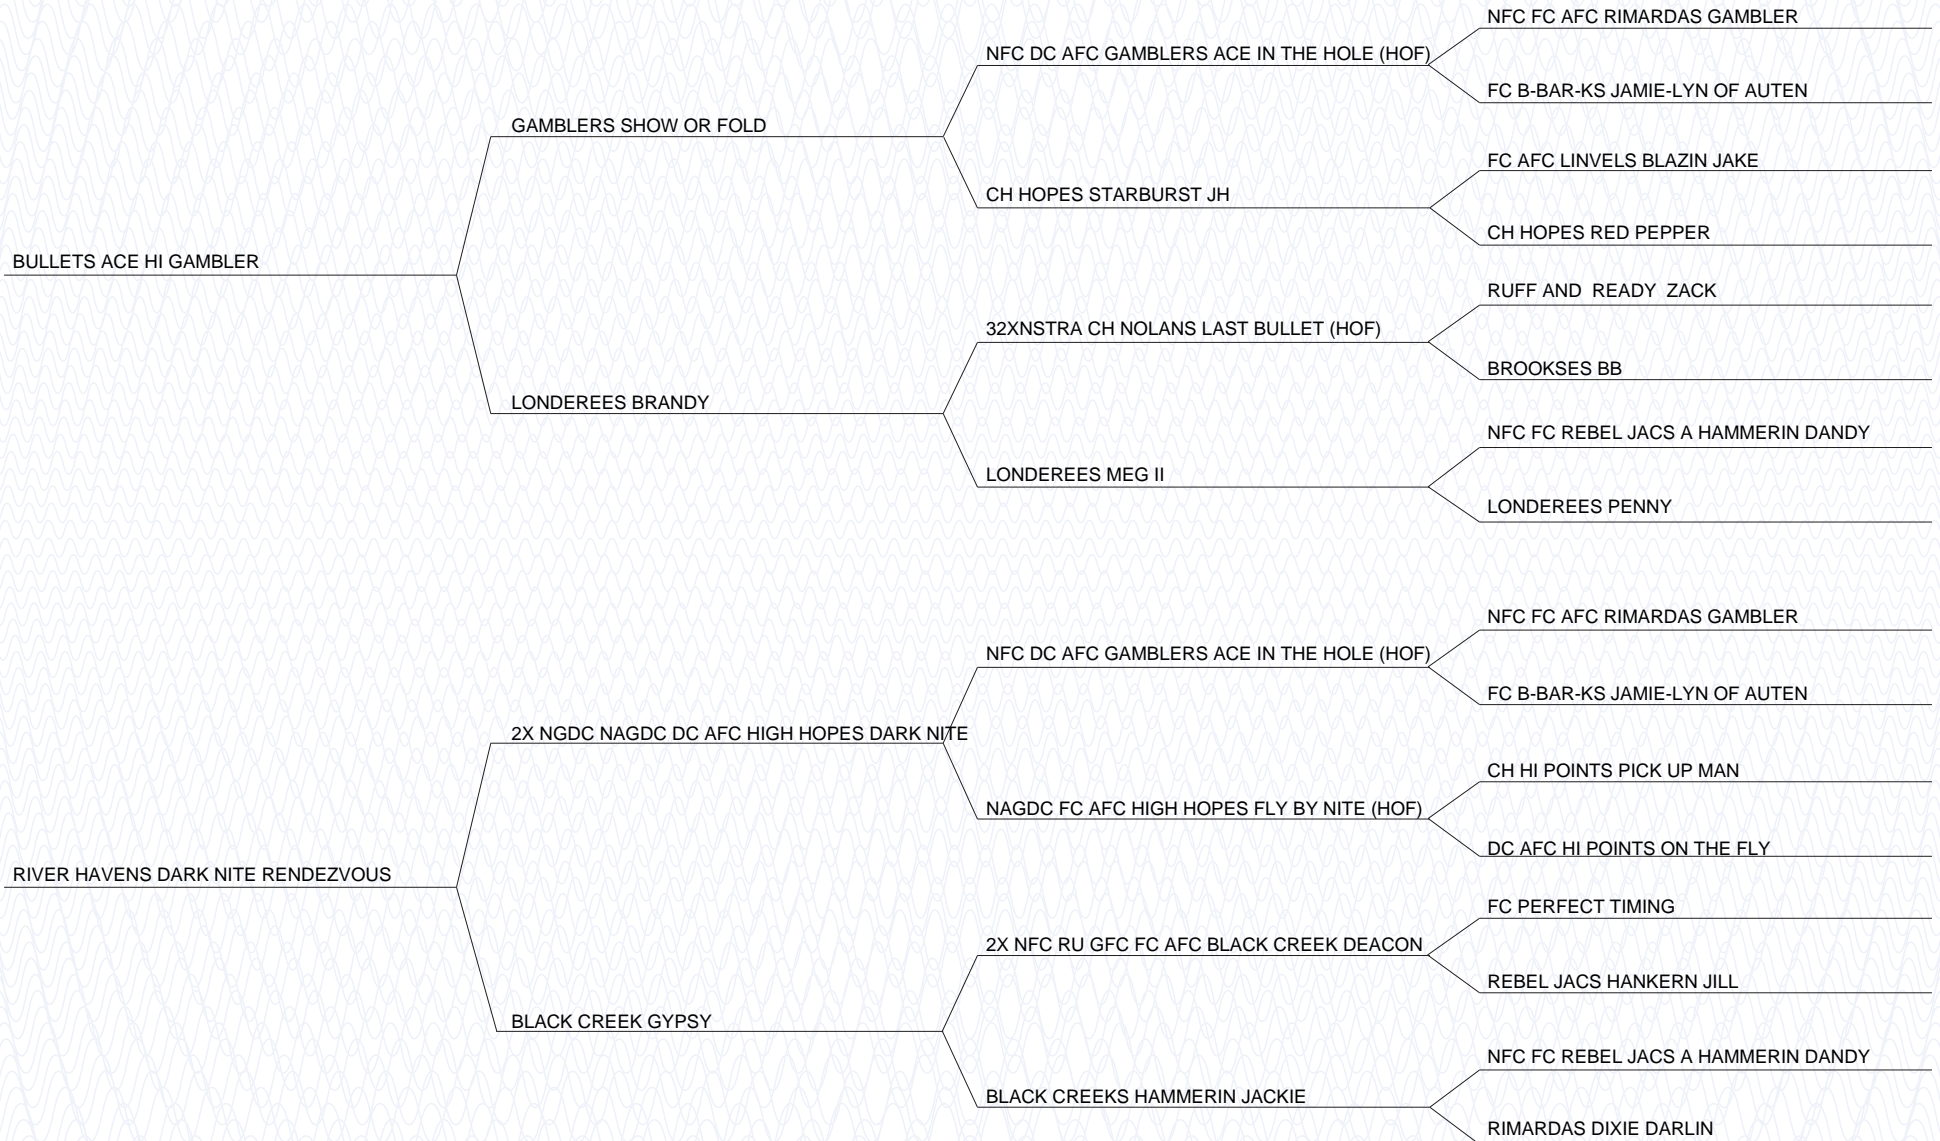 NFC FC AFC RIMARDAS GAMBLER
NFC DC AFC GAMBLERS ACE IN THE HOLE (HOF)
FC B-BAR-KS JAMIE-LYN OF AUTEN
GAMBLERS SHOW OR FOLD
FC AFC LINVELS BLAZIN JAKE
CH HOPES STARBURST JH
CH HOPES RED PEPPER
BULLETS ACE HI GAMBLER
RUFF AND  READY  ZACK
32XNSTRA CH NOLANS LAST BULLET (HOF)
BROOKSES BB
LONDEREES BRANDY
NFC FC REBEL JACS A HAMMERIN DANDY
LONDEREES MEG II
LONDEREES PENNY
NFC FC AFC RIMARDAS GAMBLER
NFC DC AFC GAMBLERS ACE IN THE HOLE (HOF)
FC B-BAR-KS JAMIE-LYN OF AUTEN
2X NGDC NAGDC DC AFC HIGH HOPES DARK NITE
CH HI POINTS PICK UP MAN
NAGDC FC AFC HIGH HOPES FLY BY NITE (HOF)
DC AFC HI POINTS ON THE FLY
RIVER HAVENS DARK NITE RENDEZVOUS
FC PERFECT TIMING
2X NFC RU GFC FC AFC BLACK CREEK DEACON
REBEL JACS HANKERN JILL
BLACK CREEK GYPSY
NFC FC REBEL JACS A HAMMERIN DANDY
BLACK CREEKS HAMMERIN JACKIE
RIMARDAS DIXIE DARLIN